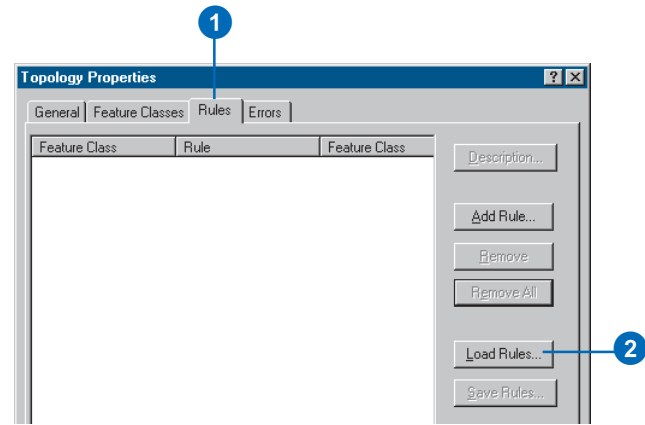 1
Topology Properties
? X
General Feature Classes Rules Errors
Feature Class Rule Feature Class
Description...
Add Rule...
Remove
Remove All
Load Rules... 2
Save Rules...